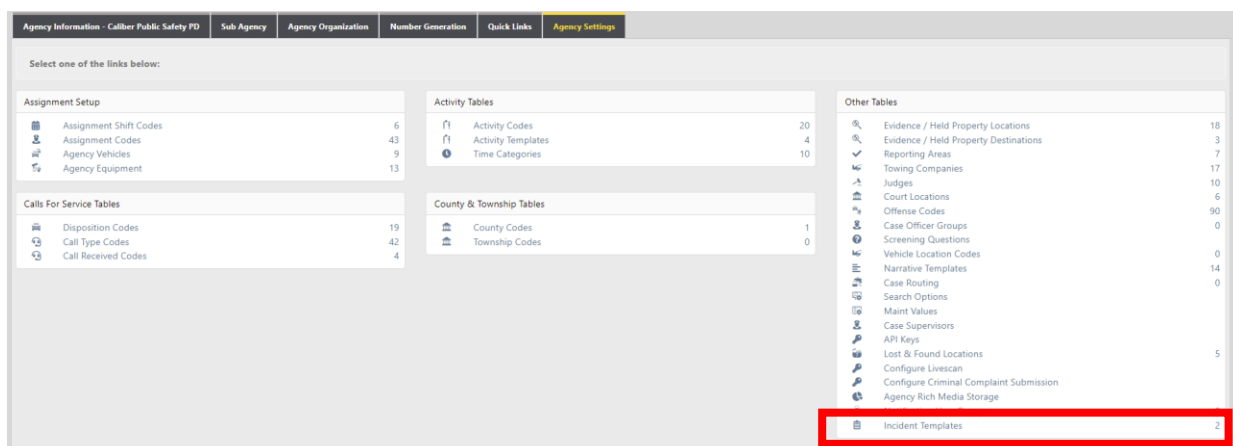 Agency Information - Caliber Public Safety PD Sub Agency Agency Organization Number Generation Quick Links Agency Settings
Select one of the links below:
Assignment Setup
Assignment Shift Codes 6
Assignment Codes 43
Agency Vehicles 9
Agency Equipment 13
Calls For Service Tables
Disposition Codes 19
Call Type Codes 42
Call Received Codes 4
Activity Tables
Activity Codes 20
Activity Templates 4
Time Categories 10
County & Township Tables
County Codes 1
Township Codes 0
Other Tables
Evidence / Held Property Locations 18
Evidence / Held Property Destinations 3
Reporting Areas 7
Towing Companies 17
Judges 10
Court Locations 6
Offense Codes 90
Case Officer Groups 0
Screening Questions
Vehicle Location Codes 0
Narrative Templates 14
Case Routing 0
Search Options
Maint Values
Case Supervisors
API Keys
Lost & Found Locations 5
Configure Livescan
Configure Criminal Complaint Submission
Agency Rich Media Storage
Incident Templates 2